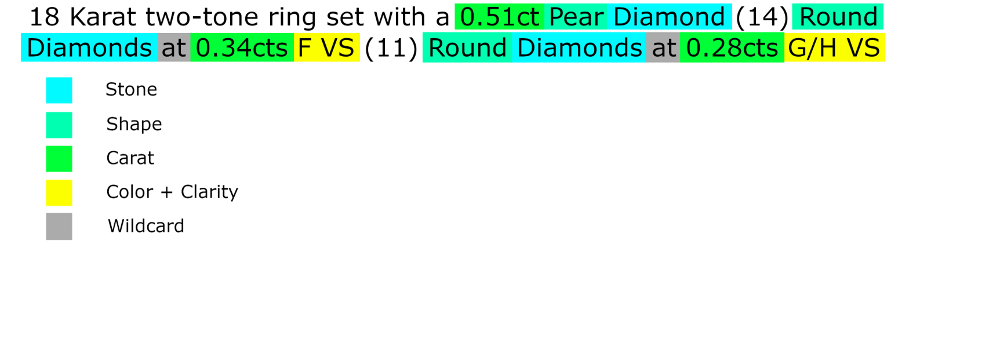 18 Karat two-tone ring set with a 0.51ct Pear Diamond (14) Round
Diamonds at 0.34cts F VS (11) Round Diamonds at 0.28cts G/H VS
Stone
Shape
Carat
Color + Clarity
Wildcard